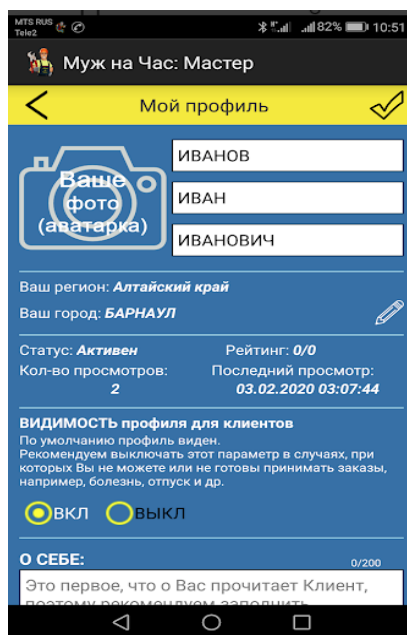 MTS RUS
Tele2
82% 10:51
Муж на Час: Мастер
Мой профиль
Ваше
фото
(аватарка)
ИВАНОВ
ИВАН
ИВАНОВИЧ
Ваш регион: Алтайский край
Ваш город: БАРНАУЛ
Статус: Активен Рейтинг: 0/0
Кол-во просмотров: Последний просмотр:
2 03.02.2020 03:07:44
ВИДИМОСТЬ профиля для клиентов
По умолчанию профиль виден.
Рекомендуем выключать этот параметр в случаях, при
которых Вы не можете или не готовы принимать заказы,
например, болезнь, отпуск и др.
ВКЛ ВЫКЛ
О СЕБЕ: 0/200
Это первое, что о Вас прочитает Клиент,
поэтому рекомендуем заполнить